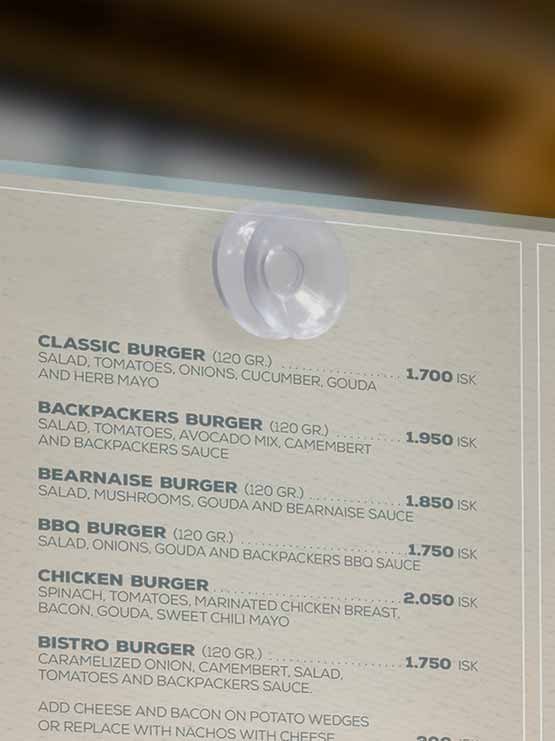 CLASSIC BURGER (120 GR.) 1.700 ISK
SALAD, TOMATOES, ONIONS, CUCUMBER, GOUDA
AND HERB MAYO
BACKPACKERS BURGER (120 GR.) 1.950 ISK
SALAD, TOMATOES, AVOCADO MIX, CAMEMBERT
AND BACKPACKERS SAUCE
BEARNAISE BURGER (120 GR.) 1.850 ISK
SALAD, MUSHROOMS, GOUDA AND BEARNAISE SAUCE
BBQ BURGER (120 GR.) 1.750 ISK
SALAD, ONIONS, GOUDA AND BACKPACKERS BBQ SAUCE
CHICKEN BURGER 2.050 ISK
SPINACH, TOMATOES, MARINATED CHICKEN BREAST,
BACON, GOUDA, SWEET CHILI MAYO
BISTRO BURGER (120 GR.) 1.750 ISK
CARAMELIZED ONION, CAMEMBERT, SALAD,
TOMATOES AND BACKPACKERS SAUCE.
ADD CHEESE AND BACON ON POTATO WEDGES
OR REPLACE WITH NACHOS WITH CHEESE